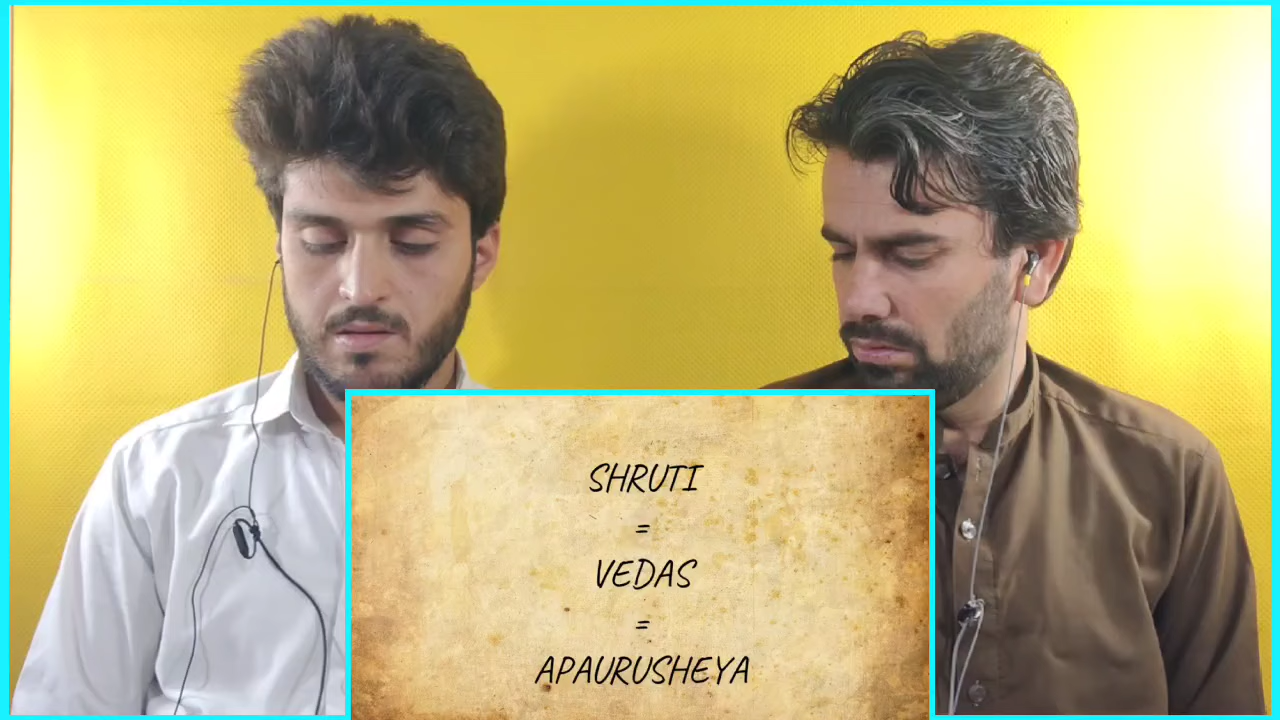 SHRUTI
=
VEDAS
=
APAURUSHEYA